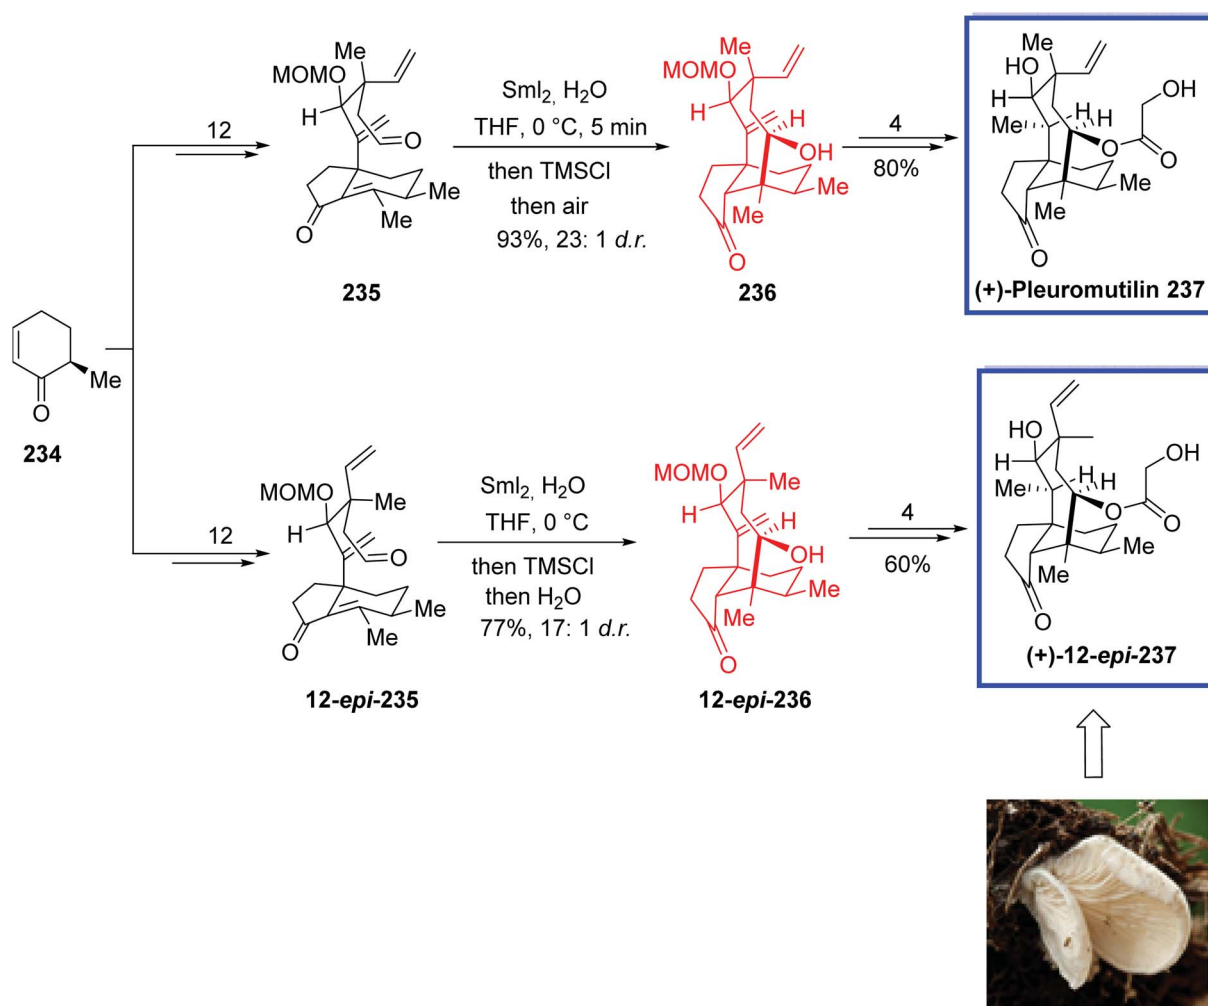 Me
MOMO
H
O
Me
Me
O
235
12
SmI2, H2O
THF, 0 °C, 5 min
then TMSCl
then air
93%, 23: 1 d.r.
Me
MOMO
H
H
OH
Me
Me
O
236
4
80%
Me
HO
OH
H
H
Me
O
O
Me
Me
O
(+)-Pleuromutilin 237
Me
O
234
12
MOMO
Me
H
O
Me
Me
O
12-epi-235
SmI2, H2O
THF, 0 °C
then TMSCl
then H2O
77%, 17: 1 d.r.
MOMO
Me
H
H
OH
Me
Me
O
12-epi-236
4
60%
HO
OH
H
H
Me
H
O
O
Me
Me
O
(+)-12-epi-237